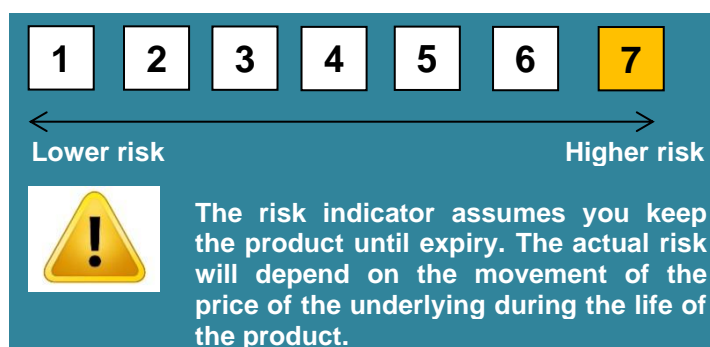 1 2 3 4 5 6 7
Lower risk Higher risk
!
The risk indicator assumes you keep
the product until expiry. The actual risk
will depend on the movement of the
price of the underlying during the life of
the product.